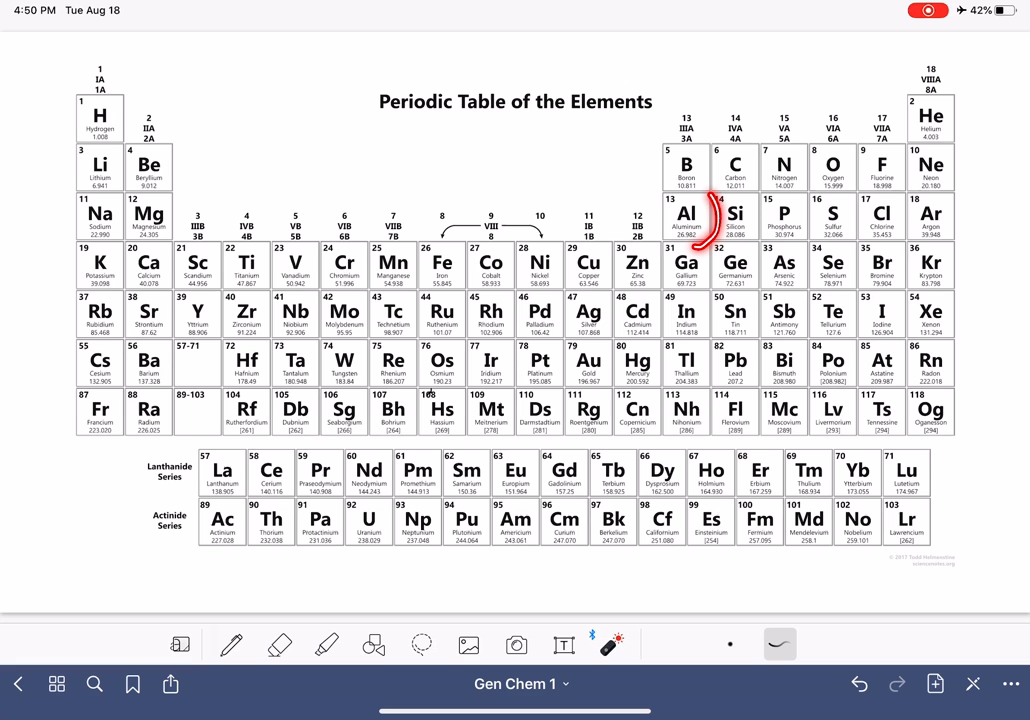 4:50 PM Tue Aug 18 42%
1 18
IA VIIIA
1A 8A
Periodic Table of the Elements
1 2
H He
Hydrogen Helium
1.008 4.003
2 13 14 15 16 17
IIA IIIA IVA VA VIA VIIA
2A 3A 4A 5A 6A 7A
3 4 5 6 7 8 9 10
Li Be B C N O F Ne
Lithium Beryllium Boron Carbon Nitrogen Oxygen Fluorine Neon
6.941 9.012 10.811 12.011 14.007 15.999 18.998 20.180
11 12 13 14 15 16 17 18
Na Mg Al Si P S Cl Ar
Sodium Magnesium Aluminum Silicon Phosphorus Sulfur Chlorine Argon
22.990 24.305 26.982 28.086 30.974 32.066 35.453 39.948
3 4 5 6 7 8 9 10 11 12
IIIB IVB VB VIB VIIB VIII IB IIB
3B 4B 5B 6B 7B 8 1B 2B
19 20 21 22 23 24 25 26 27 28 29 30 31 32 33 34 35 36
K Ca Sc Ti V Cr Mn Fe Co Ni Cu Zn Ga Ge As Se Br Kr
Potassium Calcium Scandium Titanium Vanadium Chromium Manganese Iron Cobalt Nickel Copper Zinc Gallium Germanium Arsenic Selenium Bromine Krypton
39.098 40.078 44.956 47.867 50.942 51.996 54.938 55.845 58.933 58.693 63.546 65.38 69.723 72.631 74.922 78.971 79.904 83.798
37 38 39 40 41 42 43 44 45 46 47 48 49 50 51 52 53 54
Rb Sr Y Zr Nb Mo Tc Ru Rh Pd Ag Cd In Sn Sb Te I Xe
Rubidium Strontium Yttrium Zirconium Niobium Molybdenum Technetium Ruthenium Rhodium Palladium Silver Cadmium Indium Tin Antimony Tellurium Iodine Xenon
85.468 87.62 88.906 91.224 92.906 95.95 98.907 101.07 102.906 106.42 107.868 112.414 114.818 118.711 121.760 127.6 126.904 131.294
55 56 57-71 72 73 74 75 76 77 78 79 80 81 82 83 84 85 86
Cs Ba Hf Ta W Re Os Ir Pt Au Hg Tl Pb Bi Po At Rn
Cesium Barium Hafnium Tantalum Tungsten Rhenium Osmium Iridium Platinum Gold Mercury Thallium Lead Bismuth Polonium Astatine Radon
132.905 137.328 178.49 180.948 183.84 186.207 190.23 192.217 195.085 196.967 200.592 204.383 207.2 208.980 [208.982] 209.987 222.018
87 88 89-103 104 105 106 107 108 109 110 111 112 113 114 115 116 117 118
Fr Ra Rf Db Sg Bh Hs Mt Ds Rg Cn Nh Fl Mc Lv Ts Og
Francium Radium Rutherfordium Dubnium Seaborgium Bohrium Hassium Meitnerium Darmstadtium Roentgenium Copernicium Nihonium Flerovium Moscovium Livermorium Tennessine Oganesson
223.020 226.025 [261] [262] [266] [264] [269] [278] [281] [280] [285] [286] [289] [289] [293] [294] [294]
Lanthanide Series
57 58 59 60 61 62 63 64 65 66 67 68 69 70 71
La Ce Pr Nd Pm Sm Eu Gd Tb Dy Ho Er Tm Yb Lu
Lanthanum Cerium Praseodymium Neodymium Promethium Samarium Europium Gadolinium Terbium Dysprosium Holmium Erbium Thulium Ytterbium Lutetium
138.905 140.116 140.908 144.243 144.913 150.36 151.964 157.25 158.925 162.500 164.930 167.259 168.934 173.055 174.967
Actinide Series
89 90 91 92 93 94 95 96 97 98 99 100 101 102 103
Ac Th Pa U Np Pu Am Cm Bk Cf Es Fm Md No Lr
Actinium Thorium Protactinium Uranium Neptunium Plutonium Americium Curium Berkelium Californium Einsteinium Fermium Mendelevium Nobelium Lawrencium
227.028 232.038 231.036 238.029 237.048 244.064 243.061 247.070 247.070 251.080 [254] 257.095 258.1 259.101 [262]
© 2017 Todd Helmenstine
sciencenotes.org
T
Gen Chem 1